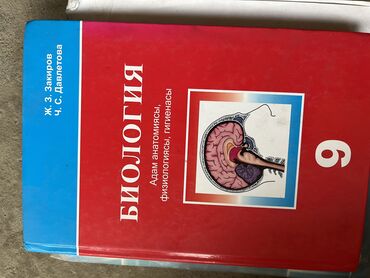 Ж. З. Закиров
Ч. С. Давлетова
БИОЛОГИЯ
Адам анатомиясы,
физиологиясы, гигиенасы
9